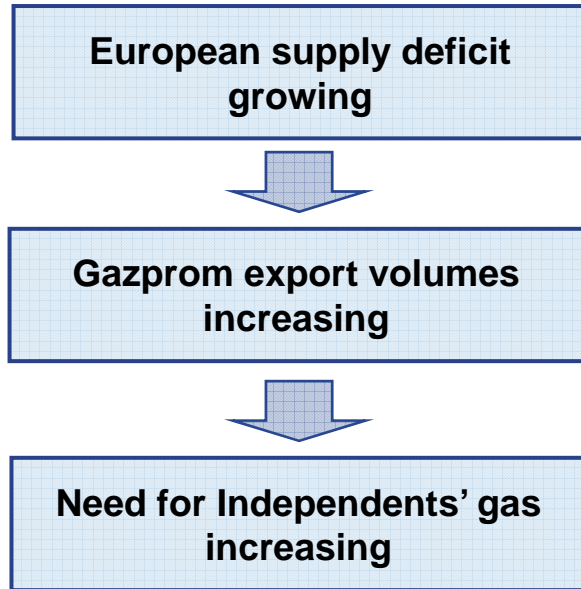 European supply deficit
growing
Gazprom export volumes
increasing
Need for Independents’ gas
increasing